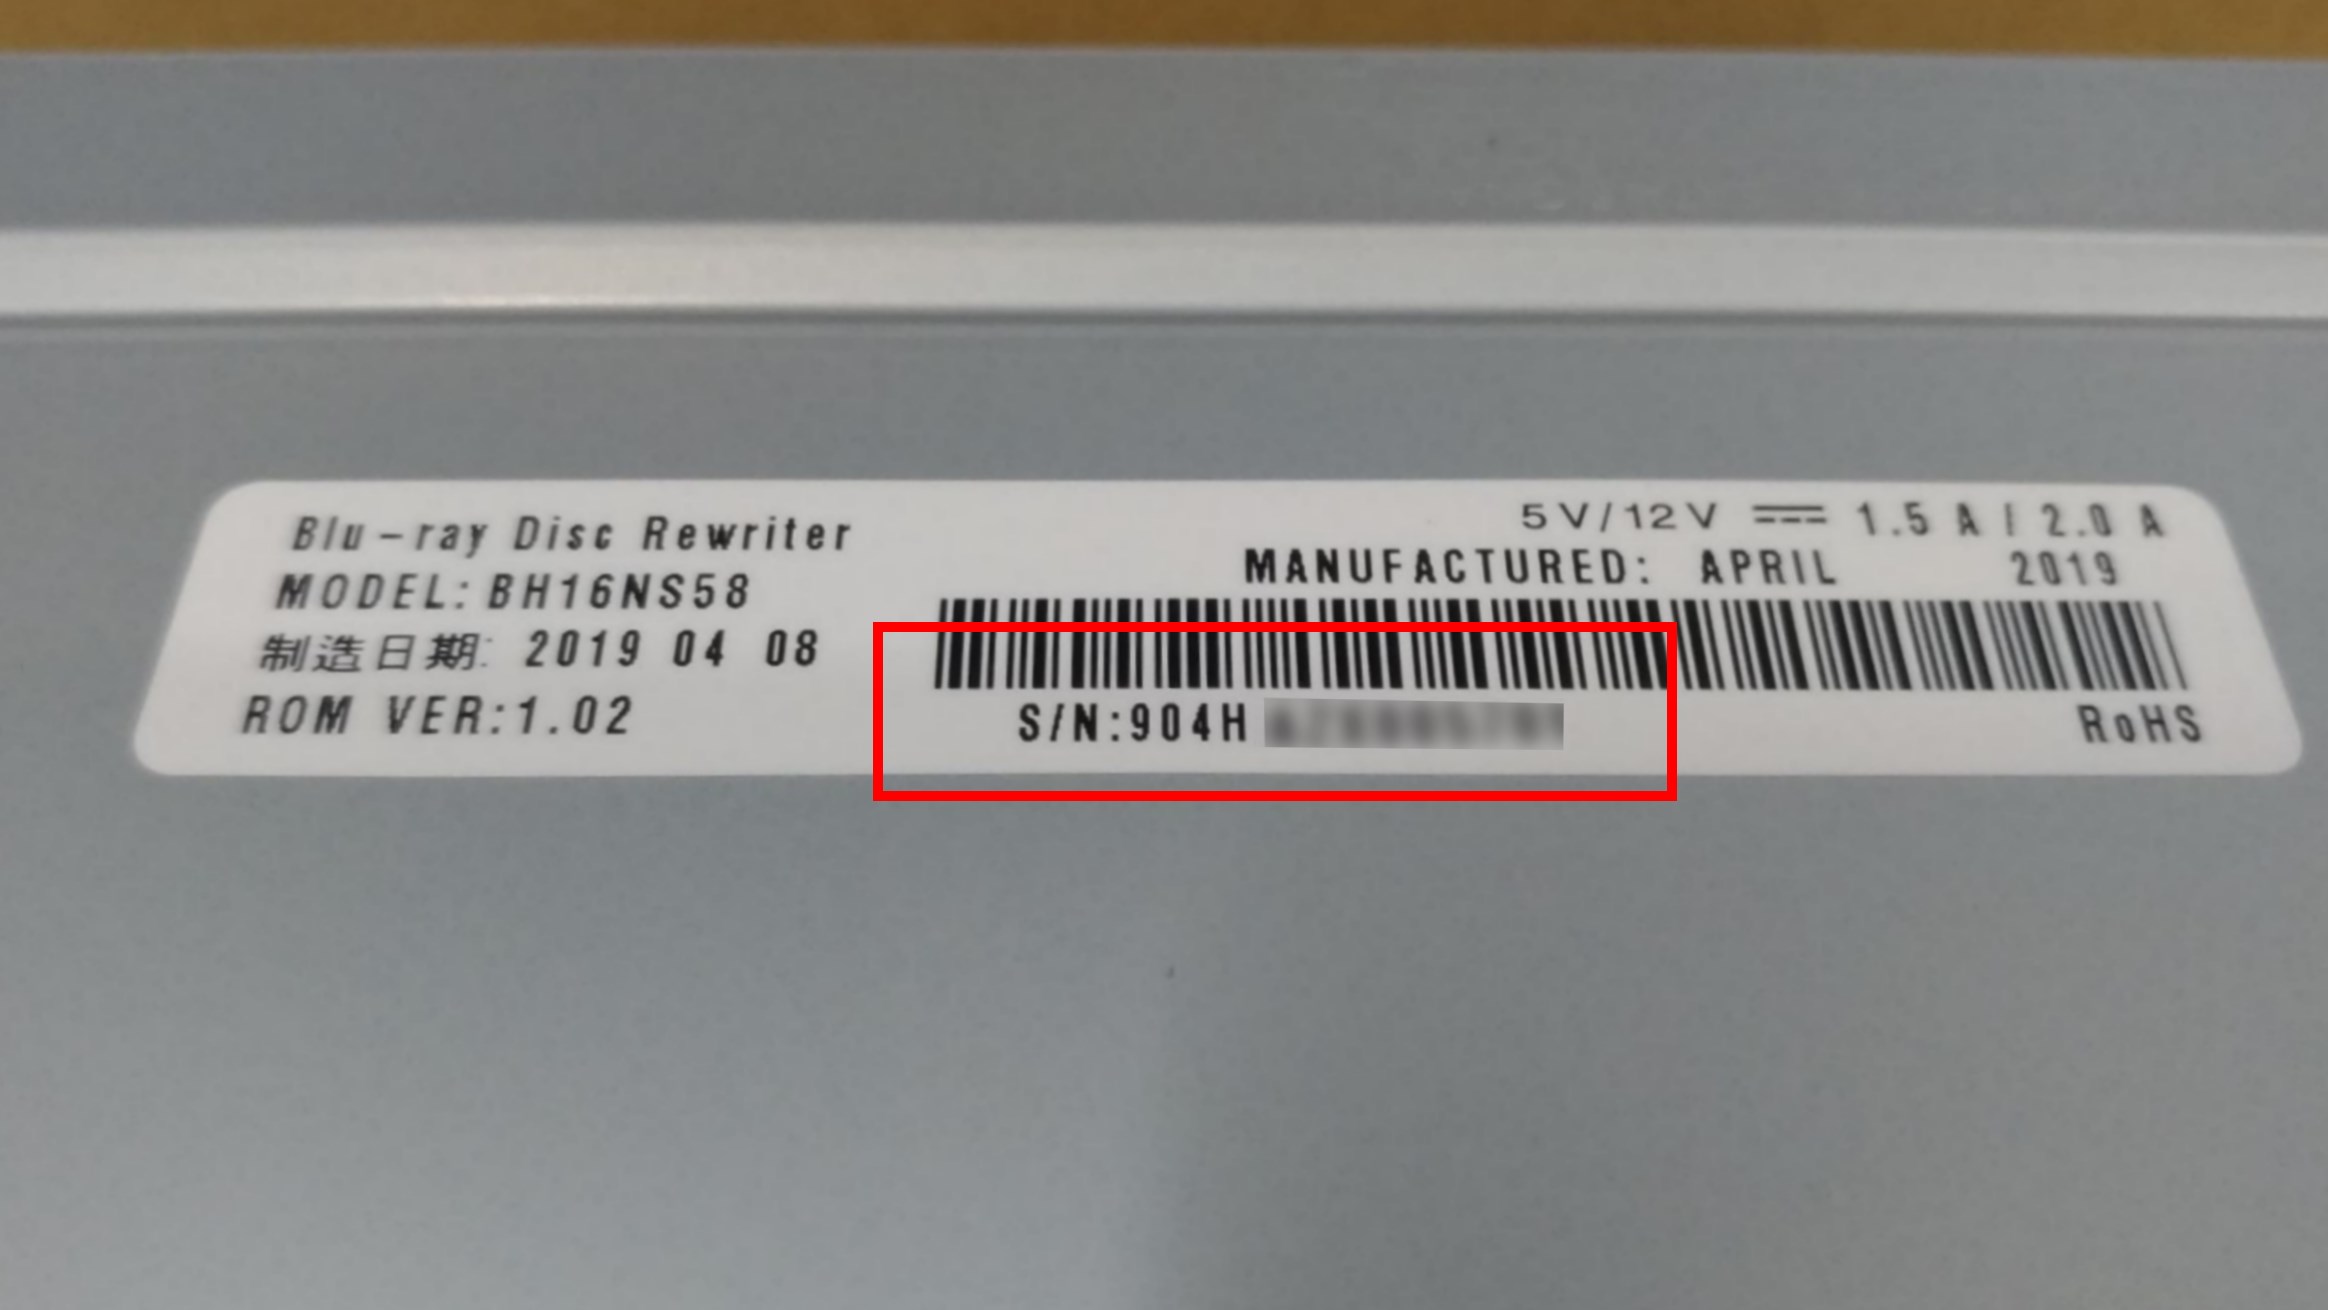 Blu-ray Disc Rewriter
MODEL: BH16NS58
制造日期: 2019 04 08
ROM VER:1.02
5V/12V ⎓ 1.5 A / 2.0 A
MANUFACTURED: APRIL 2019
S/N:904H
RoHS